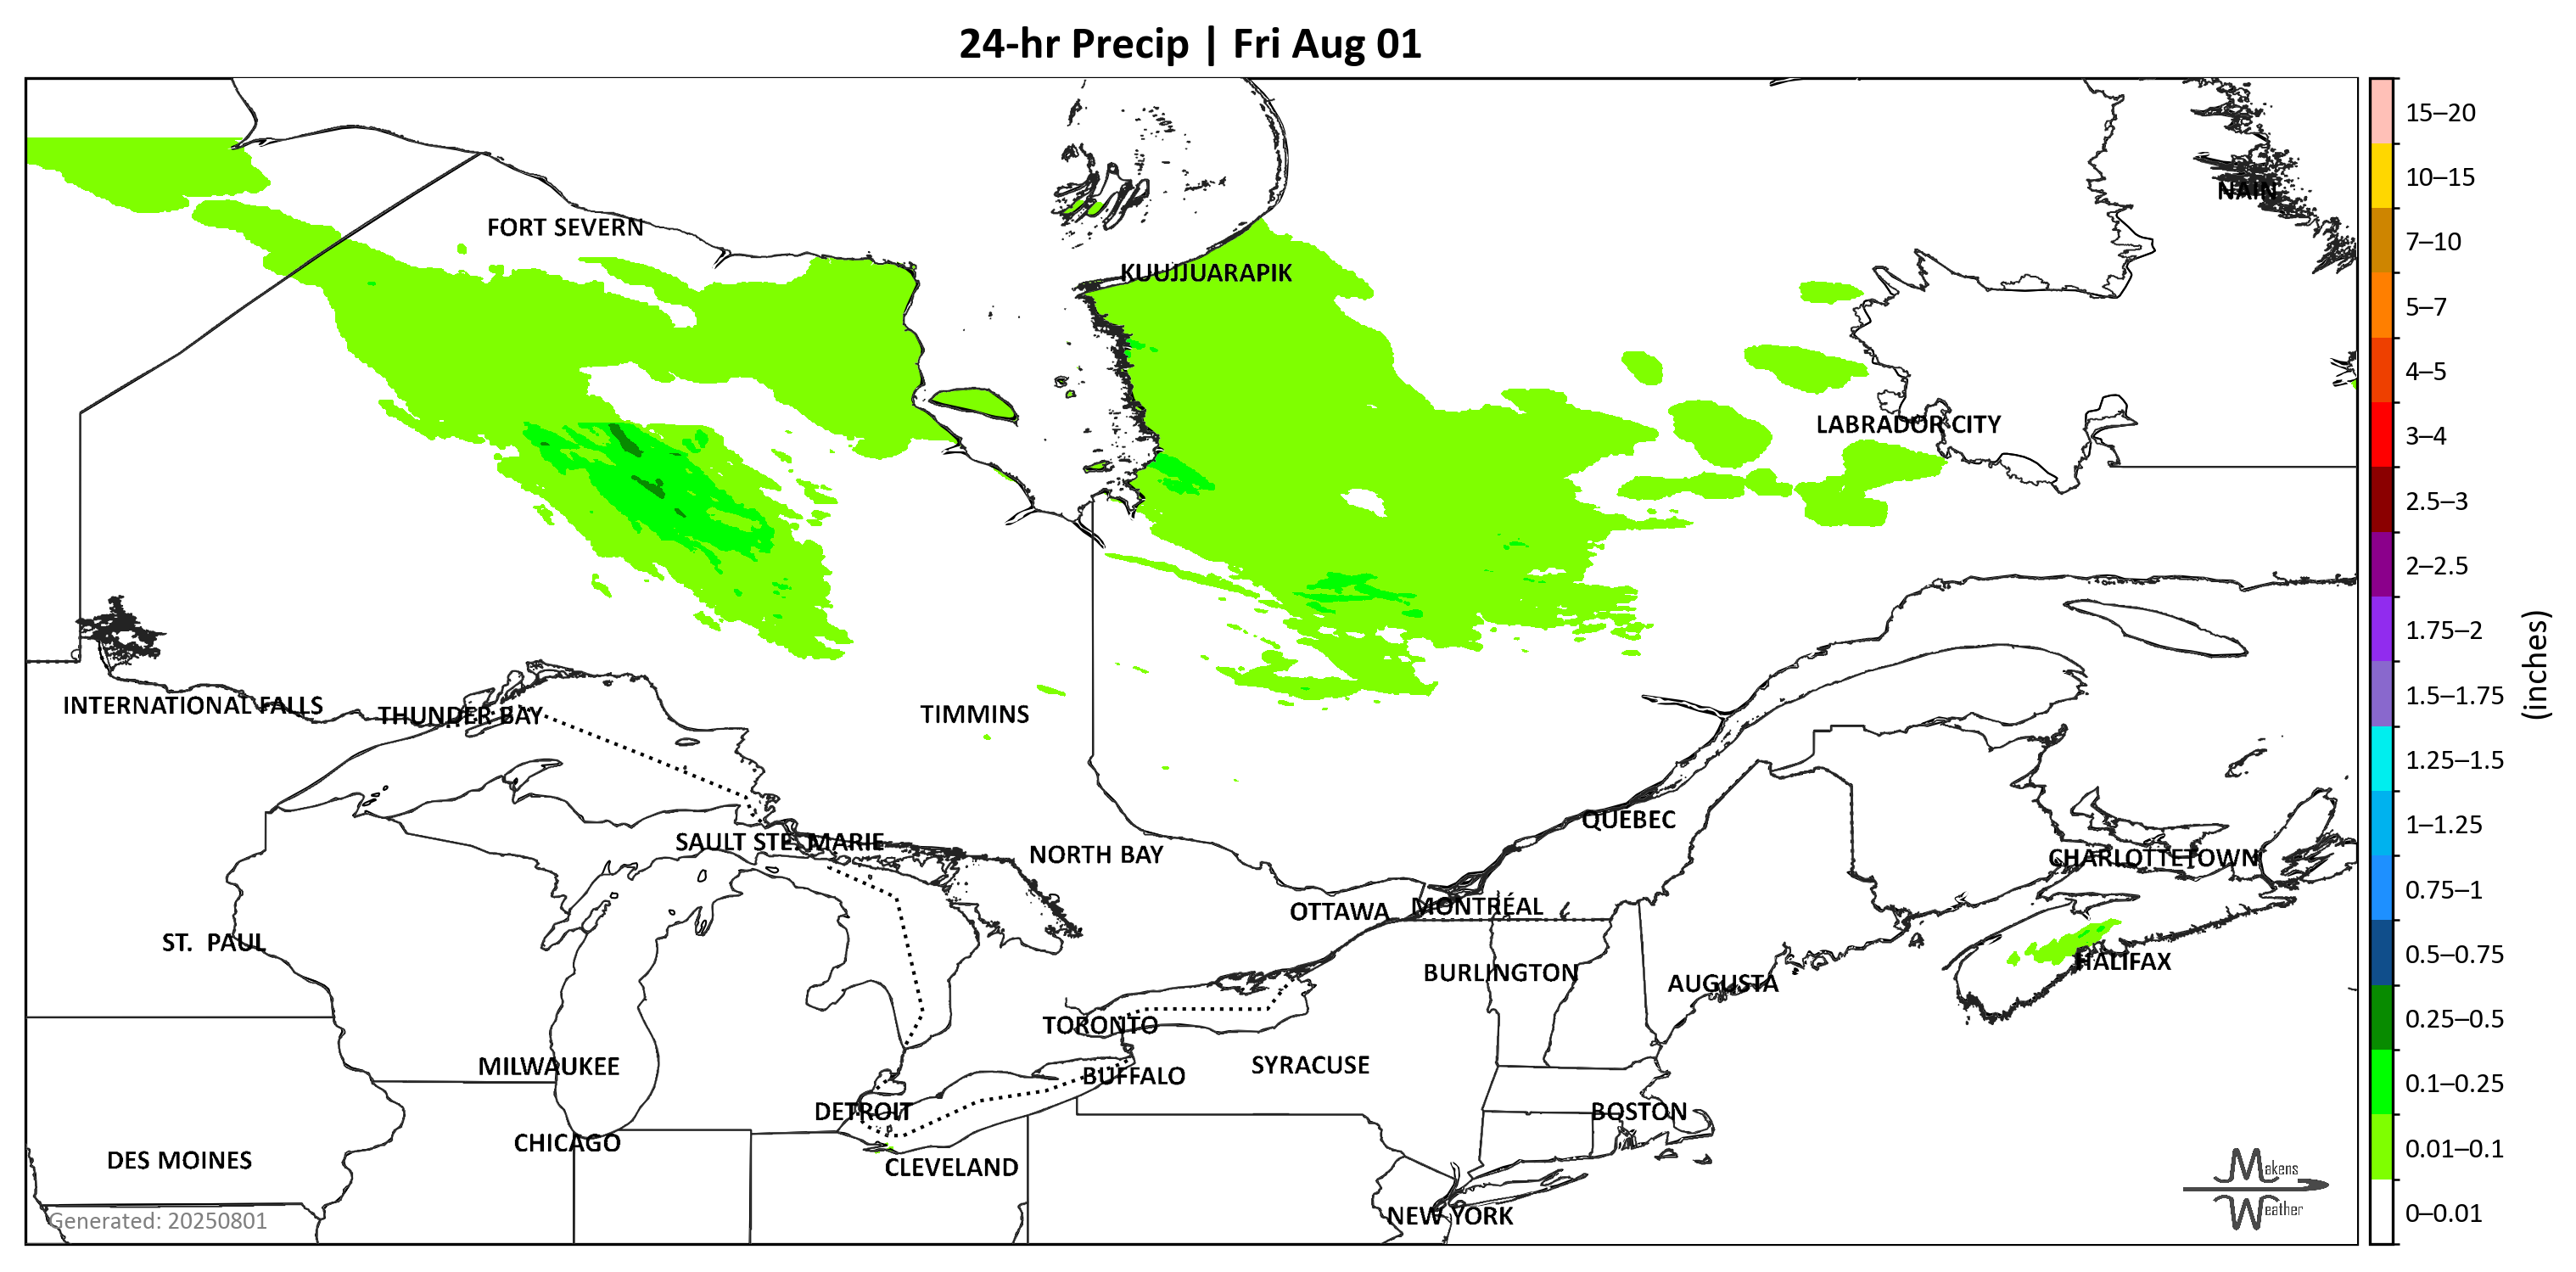 24-hr Precip | Fri Aug 01
NAIN
FORT SEVERN
KUUJJUARAPIK
LABRADOR CITY
INTERNATIONAL FALLS
THUNDER BAY
TIMMINS
QUEBEC
SAULT STE. MARIE
NORTH BAY
CHARLOTTETOWN
OTTAWA
MONTRÉAL
ST. PAUL
HALIFAX
BURLINGTON
AUGUSTA
TORONTO
MILWAUKEE
SYRACUSE
BUFFALO
DETROIT
BOSTON
CHICAGO
DES MOINES
CLEVELAND
NEW YORK
Generated: 20250801
Makens
Weather
15–20
10–15
7–10
5–7
4–5
3–4
2.5–3
2–2.5
1.75–2
1.5–1.75
1.25–1.5
1–1.25
0.75–1
0.5–0.75
0.25–0.5
0.1–0.25
0.01–0.1
0–0.01
(inches)